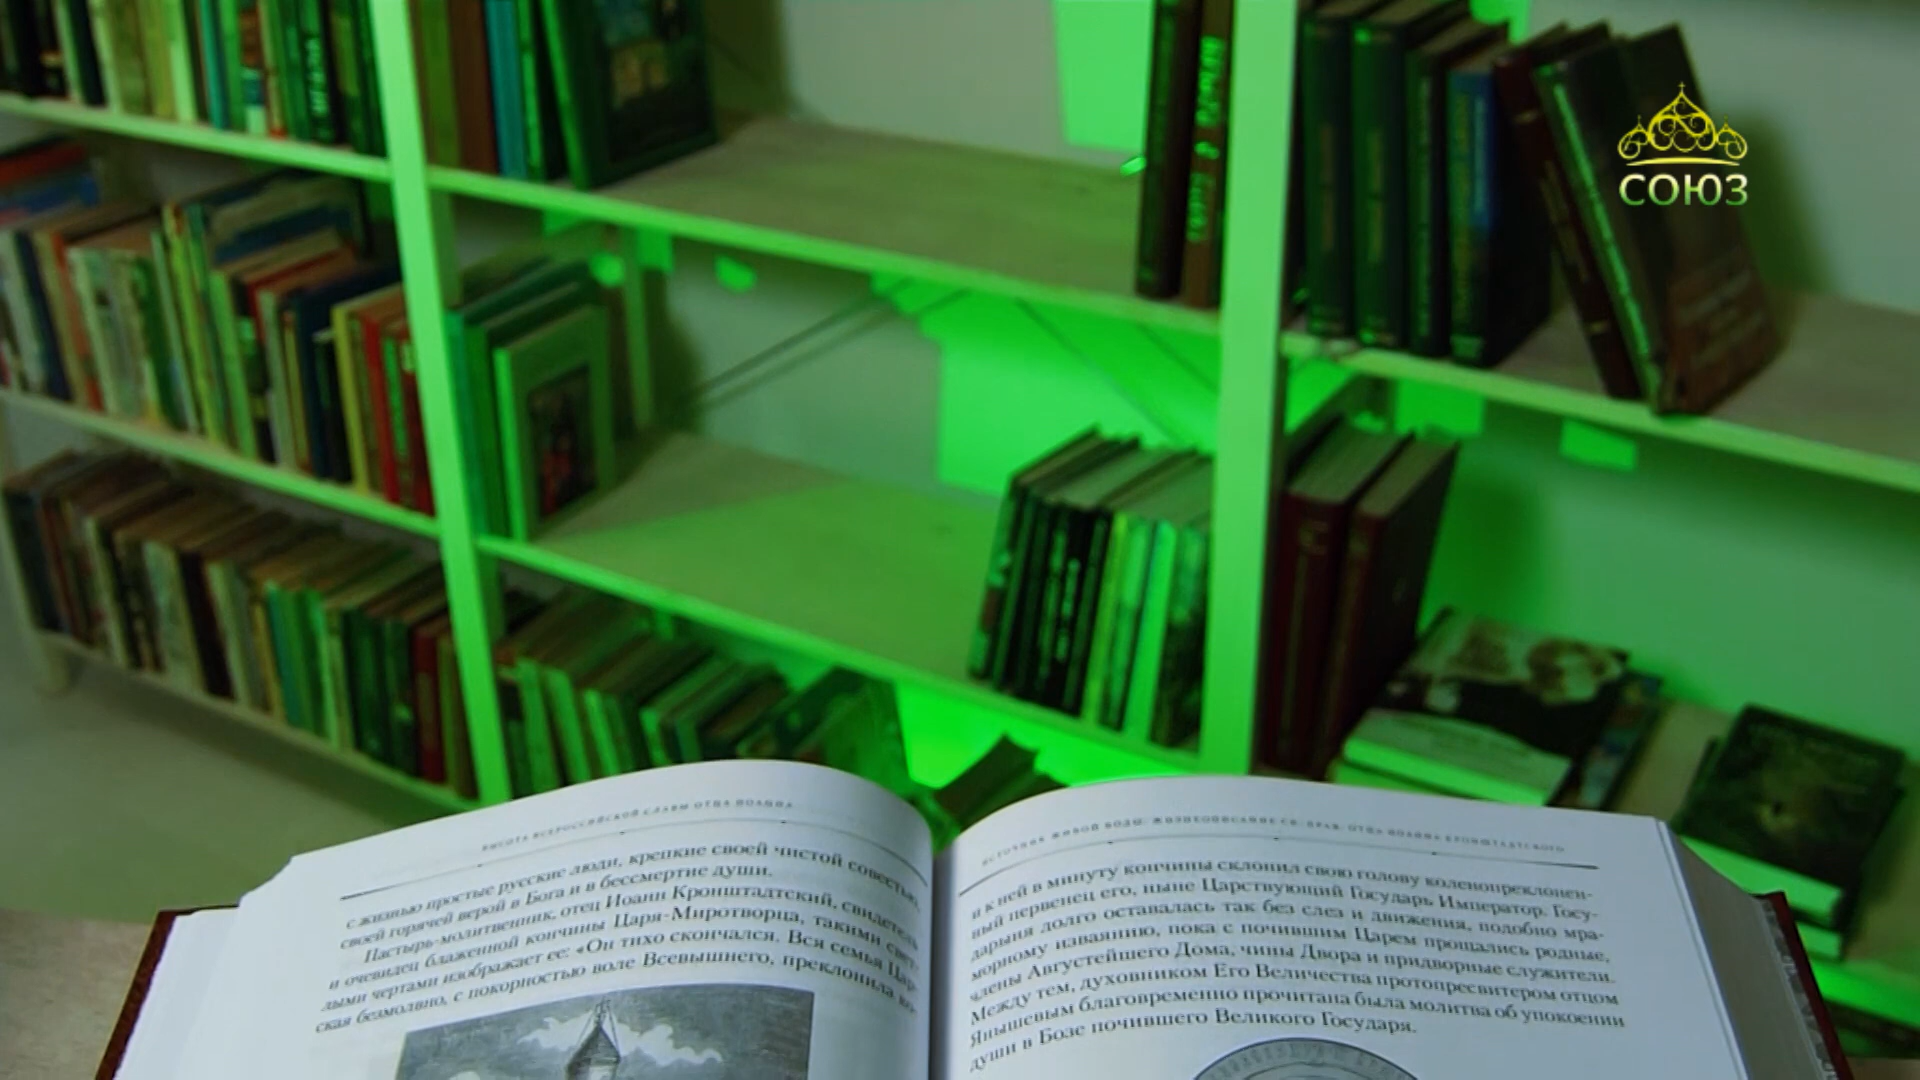 СОЮЗ
ВЫСОТА ВСЕРОССИЙСКОЙ СЛАВЫ ОТЦА ИОАННА
с жизнью простые русские люди, крепкие своей чистой совестью,
своей горячей верой в Бога и в бессмертие души.
Пастырь-молитвенник, отец Иоанн Кронштадтский, свидетель
и очевидец блаженной кончины Царя-Миротворца, такими свет-
лыми чертами изображает ее: «Он тихо скончался. Вся семья Цар-
ская безмолвно, с покорностью воле Всевышнего, преклонила ко-
ИСТОЧНИК ЖИВОЙ ВОДЫ. ЖИЗНЕОПИСАНИЕ СВ. ПРАВ. ОТЦА ИОАННА КРОНШТАДТСКОГО
и к ней в минуту кончины склонил свою голову коленопреклонен-
ный первенец его, ныне Царствующий Государь Император. Госу-
дарыня долго оставалась так без слез и движения, подобно мра-
морному изваянию, пока с почившим Царем прощались родные,
члены Августейшего Дома, чины Двора и придворные служители.
Между тем, духовником Его Величества протопресвитером отцом
Янышевым благовременно прочитана была молитва об упокоении
души в Бозе почившего Великого Государя.